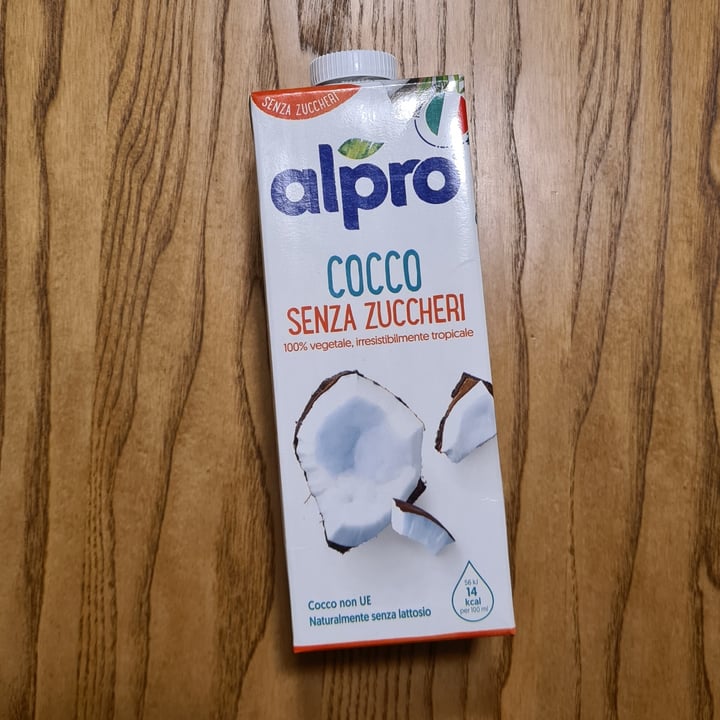 SENZA ZUCCHERI
alpro
COCCO
SENZA ZUCCHERI
100% vegetale, irresistibilmente tropicale
Cocco non UE
Naturalmente senza lattosio
58 kJ
14
kcal
per 100 ml